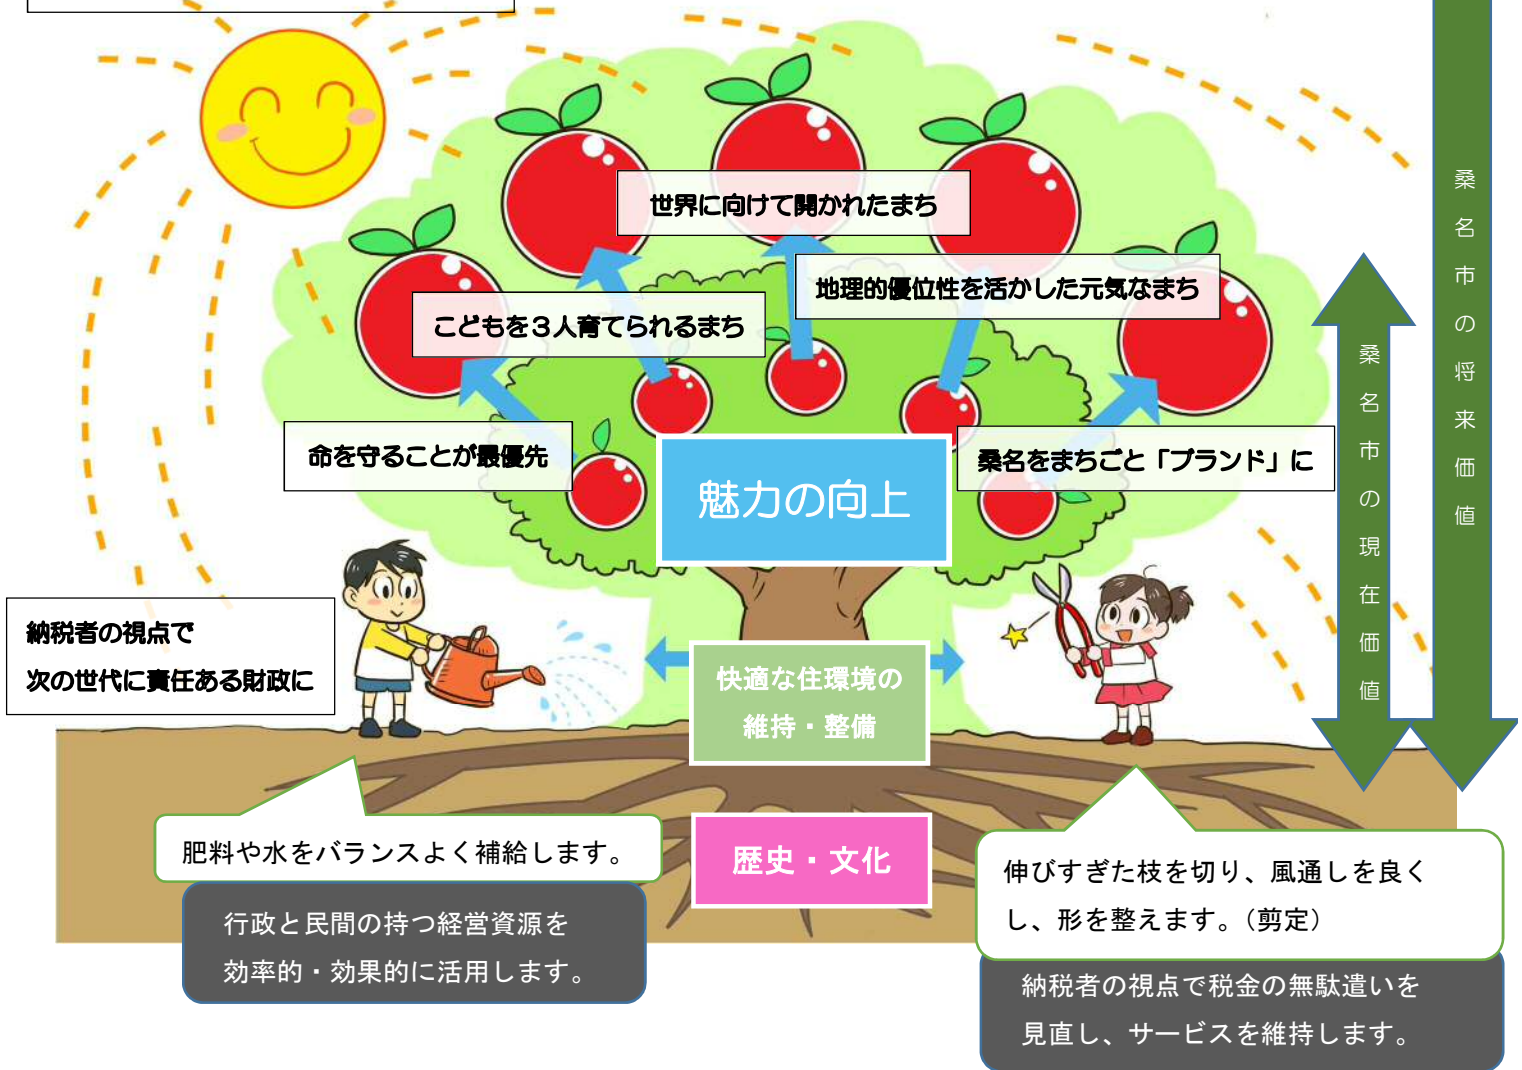 世界に向けて開かれたまち
地理的優位性を活かした元気なまち
こどもを３人育てられるまち
命を守ることが最優先
桑名をまちごと「ブランド」に
魅力の向上
桑名市の現在価値
桑名市の将来価値
納税者の視点で
次の世代に責任ある財政に
快適な住環境の
維持・整備
歴史・文化
肥料や水をバランスよく補給します。
行政と民間の持つ経営資源を
効率的・効果的に活用します。
伸びすぎた枝を切り、風通しを良く
し、形を整えます。（剪定）
納税者の視点で税金の無駄遣いを
見直し、サービスを維持します。